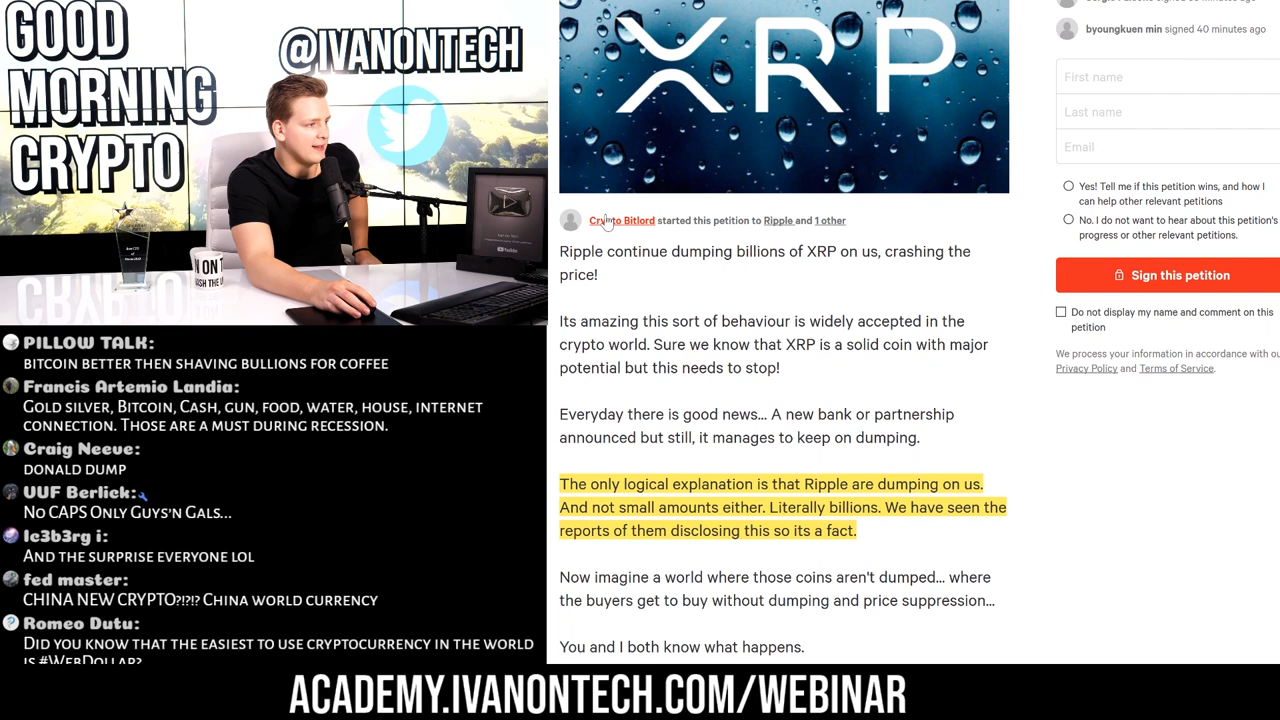 GOOD
MORNING
CRYPTO
@IVANONTECH
PILLOW TALK:
BITCOIN BETTER THEN SHAVING BULLIONS FOR COFFEE
Francis Artemio Landia:
GOLD SILVER, BITCOIN, CASH, GUN, FOOD, WATER, HOUSE, INTERNET
CONNECTION. THOSE ARE A MUST DURING RECESSION.
Craig Neeve:
DONALD DUMP
UUF Berlick:
NO CAPS ONLY GUYS'N GALS...
le3b3rg i:
AND THE SURPRISE EVERYONE LOL
fed master:
CHINA NEW CRYPTO?!?!? CHINA WORLD CURRENCY
Romeo Dutu:
DID YOU KNOW THAT THE EASIEST TO USE CRYPTOCURRENCY IN THE WORLD
IS #WEBDOLLAR?
XRP
Crypto Bitlord started this petition to Ripple and 1 other
Ripple continue dumping billions of XRP on us, crashing the
price!
Its amazing this sort of behaviour is widely accepted in the
crypto world. Sure we know that XRP is a solid coin with major
potential but this needs to stop!
Everyday there is good news... A new bank or partnership
announced but still, it manages to keep on dumping.
The only logical explanation is that Ripple are dumping on us.
And not small amounts either. Literally billions. We have seen the
reports of them disclosing this so its a fact.
Now imagine a world where those coins aren't dumped... where
the buyers get to buy without dumping and price suppression...
You and I both know what happens.
byoungkuen min signed 40 minutes ago
First name
Last name
Email
Yes! Tell me if this petition wins, and how I
can help other relevant petitions
No. I do not want to hear about this petition's
progress or other relevant petitions.
Sign this petition
Do not display my name and comment on this
petition
We process your information in accordance with
Privacy Policy and Terms of Service.
ACADEMY.IVANONTECH.COM/WEBINAR